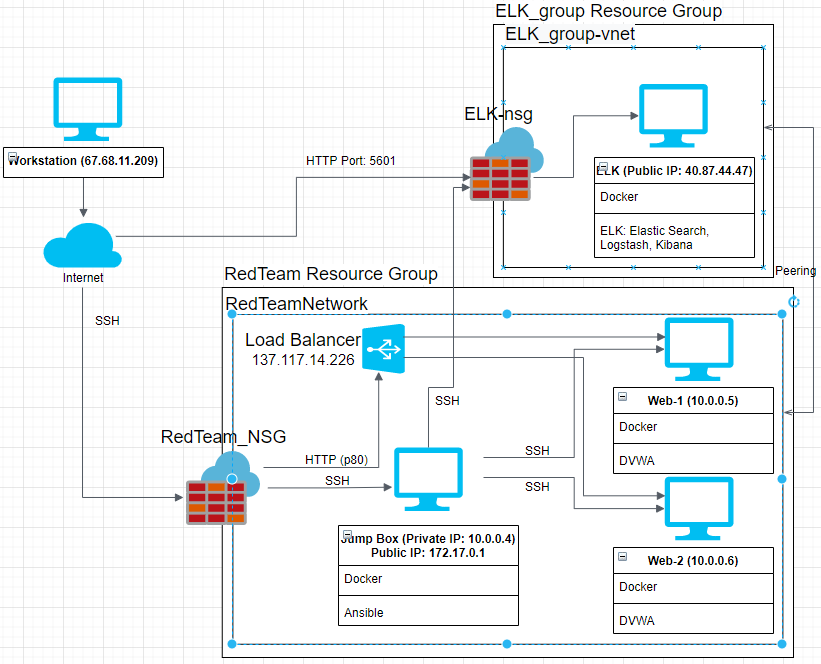 ELK_group Resource Group
ELK_group-vnet
ELK-nsg
Workstation (67.68.11.209)
HTTP Port: 5601
ELK (Public IP: 40.87.44.47)
Docker
ELK: Elastic Search,
Logstash, Kibana
Internet
Peering
RedTeam Resource Group
RedTeamNetwork
SSH
Load Balancer
137.117.14.226
SSH
Web-1 (10.0.0.5)
Docker
DVWA
RedTeam_NSG
HTTP (p80)
SSH
SSH
SSH
Jump Box (Private IP: 10.0.0.4)
Public IP: 172.17.0.1
Docker
Ansible
Web-2 (10.0.0.6)
Docker
DVWA